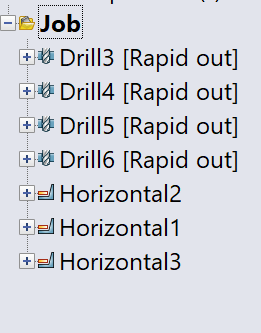 Job
Drill3 [Rapid out]
Drill4 [Rapid out]
Drill5 [Rapid out]
Drill6 [Rapid out]
Horizontal2
Horizontal1
Horizontal3